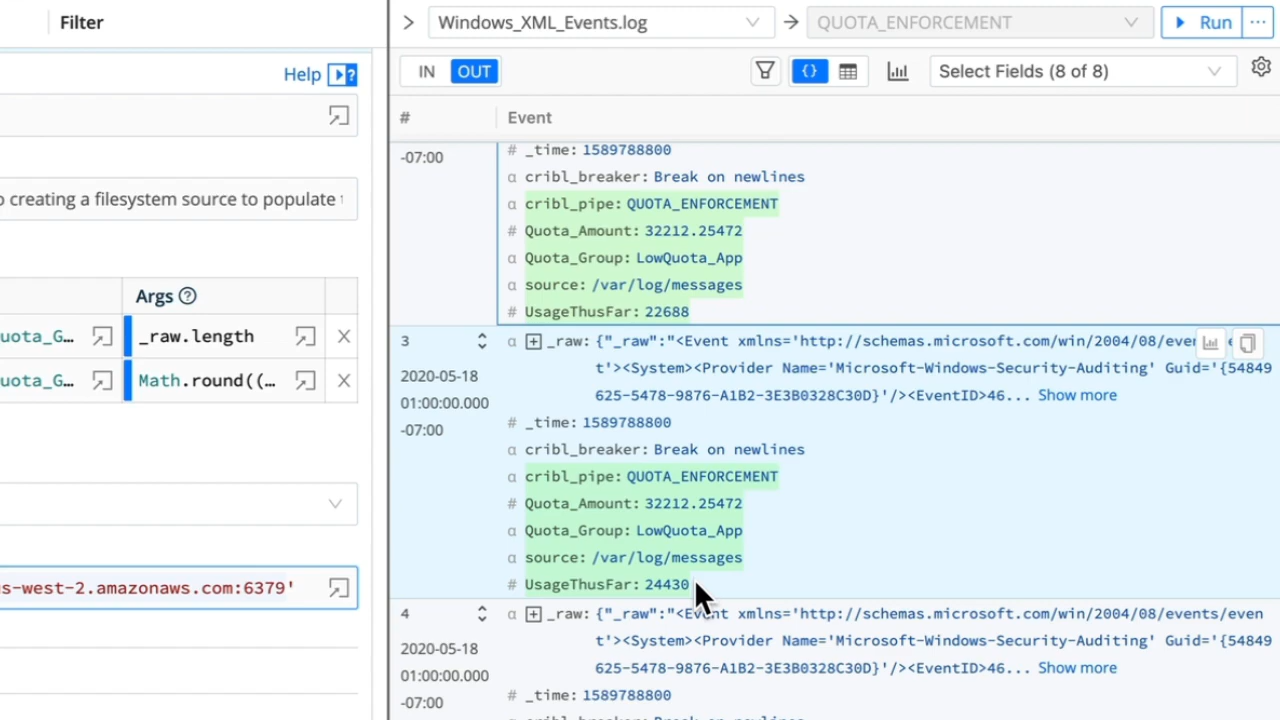 Filter
Help
o creating a filesystem source to populate
Args
uota_G...
_raw.length
uota_G...
Math.round((...
s-west-2.amazonaws.com:6379'
Windows_XML_Events.log
QUOTA_ENFORCEMENT
Run
IN
OUT
Select Fields (8 of 8)
# Event
-07:00
# _time: 1589788800
α cribl_breaker: Break on newlines
α cribl_pipe: QUOTA_ENFORCEMENT
# Quota_Amount: 32212.25472
α Quota_Group: LowQuota_App
α source: /var/log/messages
# UsageThusFar: 22688
3
2020-05-18
01:00:00.000
-07:00
α _raw: {"_raw":"<Event xmlns='http://schemas.microsoft.com/win/2004/08/even
t'><System><Provider Name='Microsoft-Windows-Security-Auditing' Guid='{54849
625-5478-9876-A1B2-3E3B0328C30D}'/><EventID>46... Show more
# _time: 1589788800
α cribl_breaker: Break on newlines
α cribl_pipe: QUOTA_ENFORCEMENT
# Quota_Amount: 32212.25472
α Quota_Group: LowQuota_App
α source: /var/log/messages
# UsageThusFar: 24430
4
2020-05-18
01:00:00.000
-07:00
α _raw: {"_raw":"<Event xmlns='http://schemas.microsoft.com/win/2004/08/events/even
t'><System><Provider Name='Microsoft-Windows-Security-Auditing' Guid='{54849
625-5478-9876-A1B2-3E3B0328C30D}'/><EventID>46... Show more
# _time: 1589788800
α cribl_breaker: Break on newlines